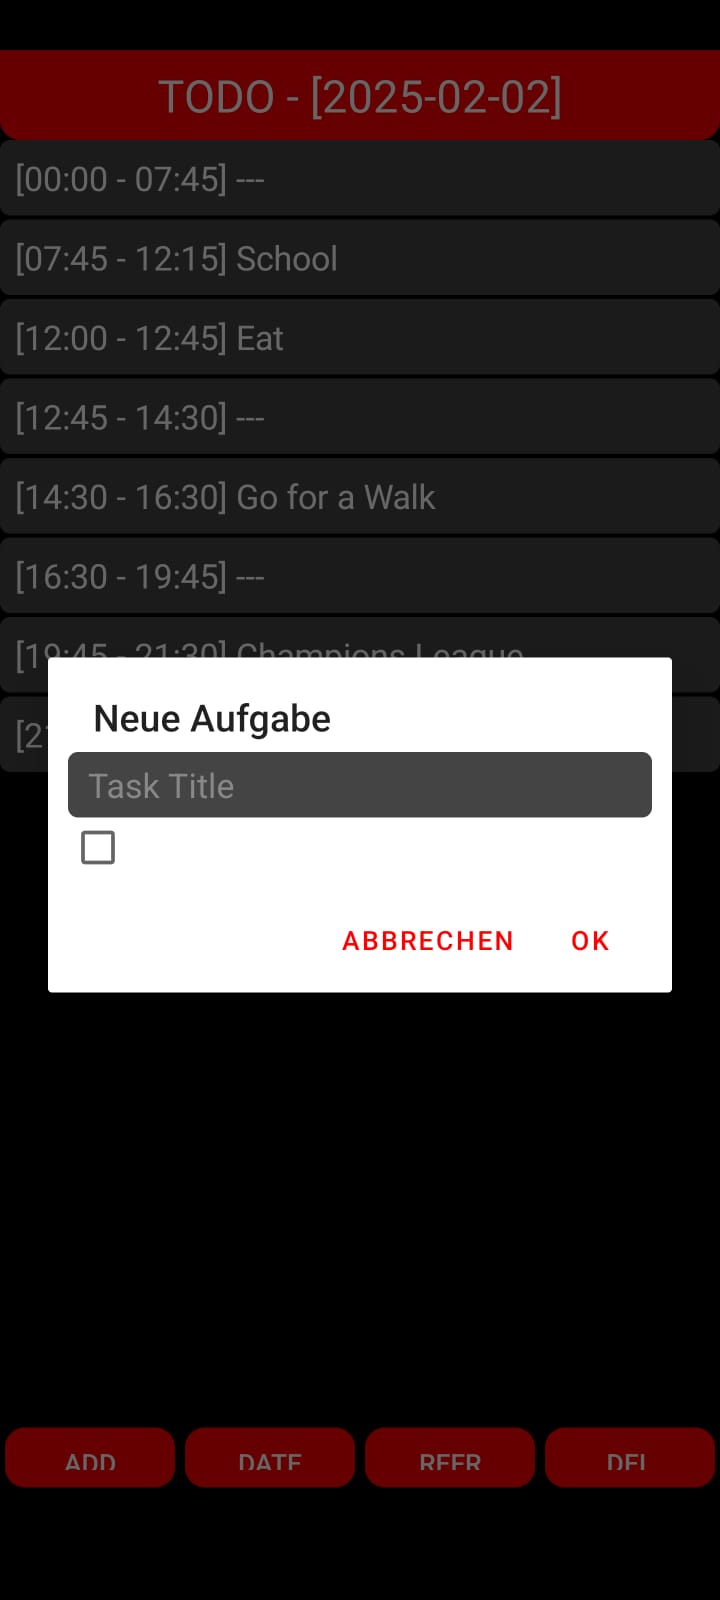 TODO - [2025-02-02]
[00:00 - 07:45] ---
[07:45 - 12:15] School
[12:00 - 12:45] Eat
[12:45 - 14:30] ---
[14:30 - 16:30] Go for a Walk
[16:30 - 19:45] ---
[19:45 - 21:30] Champions League
Neue Aufgabe
Task Title
ABBRECHEN OK
ADD DATE REFR DEL